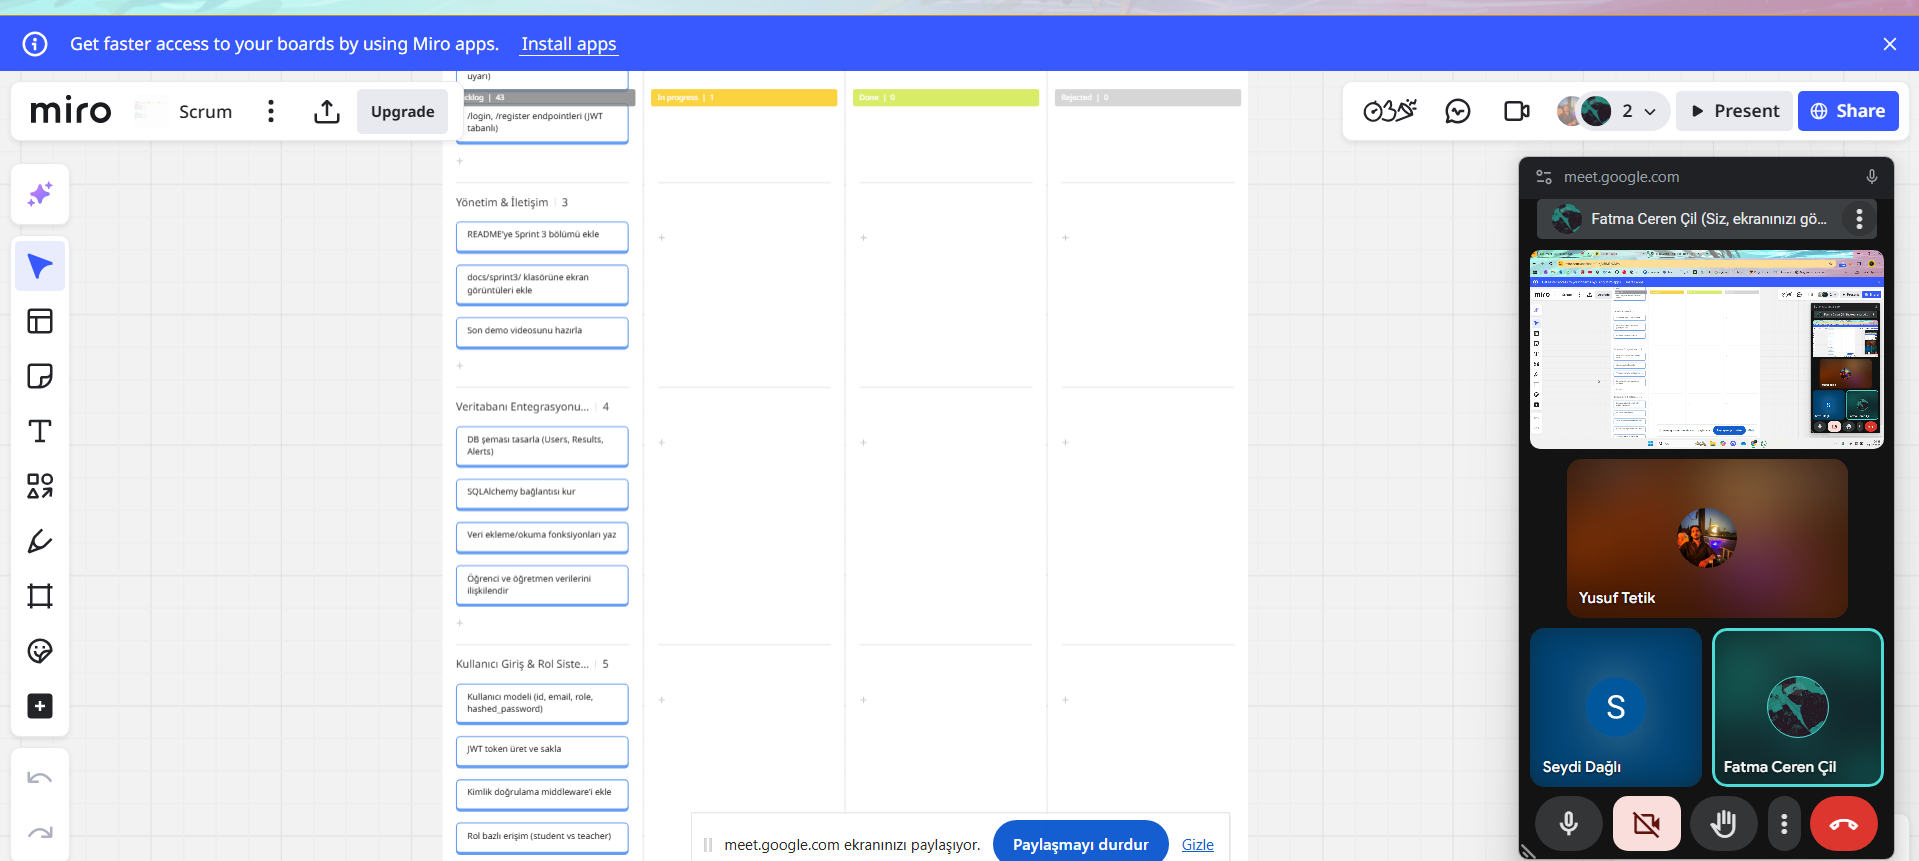 Get faster access to your boards by using Miro apps. Install apps
miro
Scrum
Upgrade
2
Present
Share
uyarı)
cklog | 43
In progress | 1
Done | 0
Rejected | 0
/login, /register endpointleri (JWT
tabanlı)
+
Yönetim & İletişim | 3
README'ye Sprint 3 bölümü ekle
docs/sprint3/ klasörüne ekran
görüntüleri ekle
Son demo videosunu hazırla
+
Veritabanı Entegrasyonu... | 4
DB şeması tasarla (Users, Results,
Alerts)
SQLAlchemy bağlantısı kur
Veri ekleme/okuma fonksiyonları yaz
Öğrenci ve öğretmen verilerini
ilişkilendir
+
Kullanıcı Giriş & Rol Siste... | 5
Kullanıcı modeli (id, email, role,
hashed_password)
JWT token üret ve sakla
Kimlik doğrulama middleware'i ekle
Rol bazlı erişim (student vs teacher)
meet.google.com ekranınızı paylaşıyor.
Paylaşmayı durdur
Gizle
meet.google.com
Fatma Ceren Çil (Siz, ekranınızı gö...
Yusuf Tetik
S
Seydi Dağlı
Fatma Ceren Çil